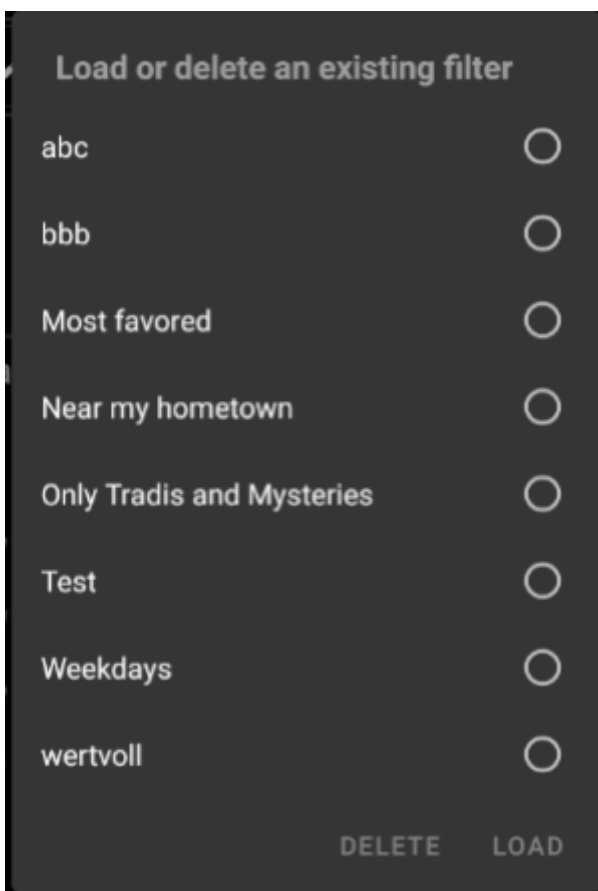 Load or delete an existing filter
abc
bbb
Most favored
Near my hometown
Only Tradis and Mysteries
Test
Weekdays
wertvoll
DELETE LOAD